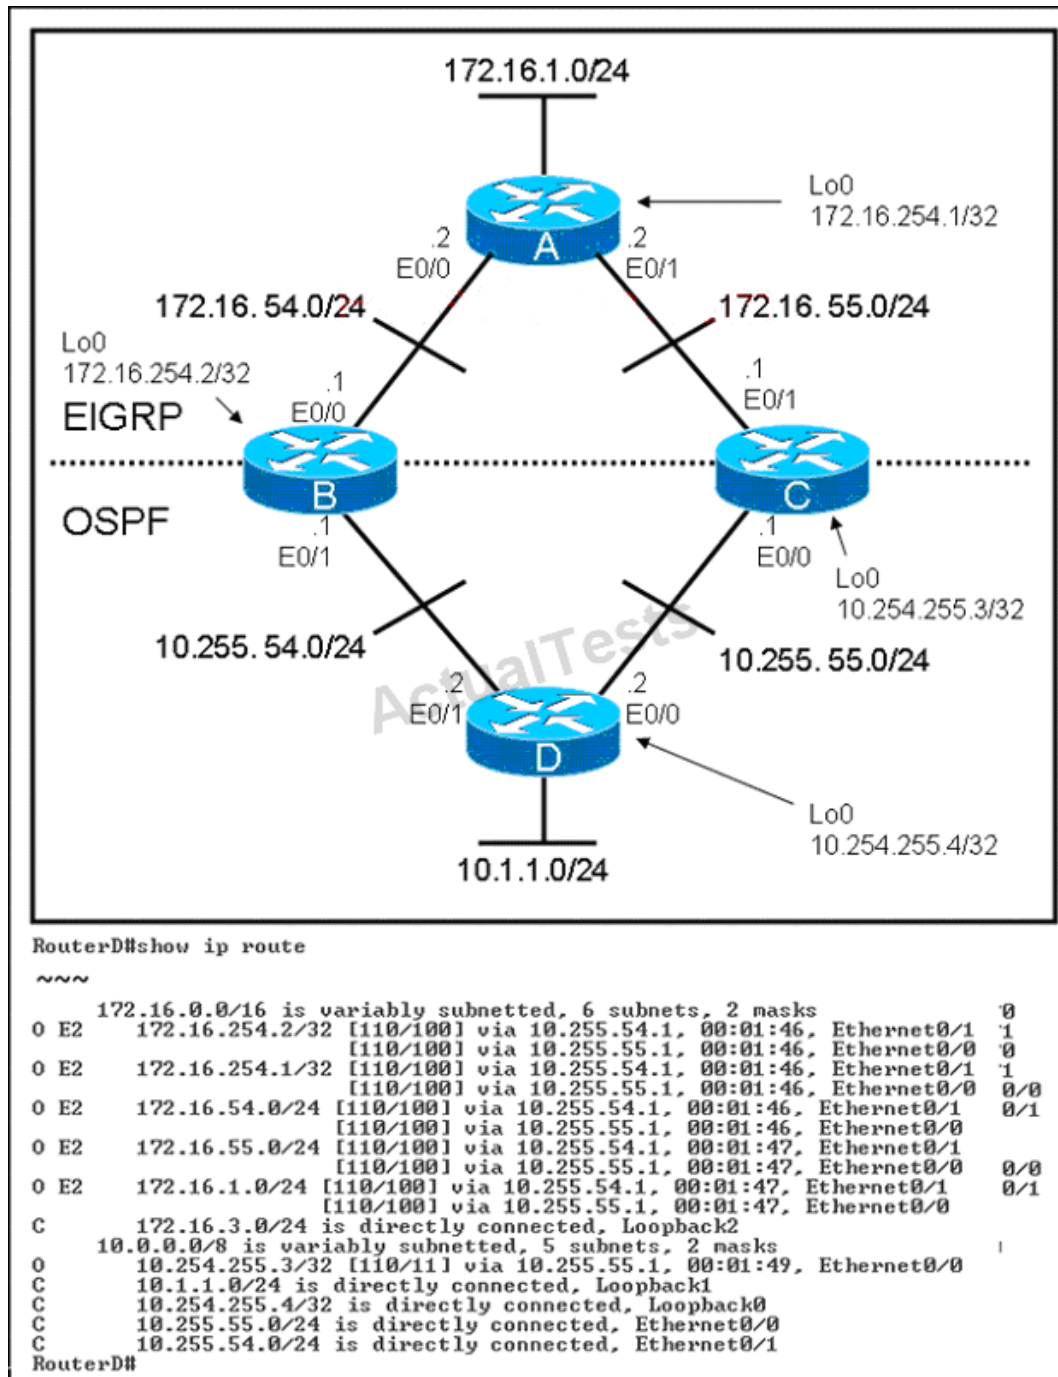 172.16.1.0/24
Lo0
172.16.254.1/32
A
.2
E0/0
.2
E0/1
172.16.54.0/24
172.16.55.0/24
Lo0
172.16.254.2/32
.1
E0/0
.1
E0/1
EIGRP
B
C
OSPF
.1
E0/1
.1
E0/0
Lo0
10.254.255.3/32
10.255.54.0/24
10.255.55.0/24
ActualTests
.2
E0/1
.2
E0/0
D
Lo0
10.254.255.4/32
10.1.1.0/24
RouterD#show ip route
~~~
172.16.0.0/16 is variably subnetted, 6 subnets, 2 masks 0
O E2 172.16.254.2/32 [110/100] via 10.255.54.1, 00:01:46, Ethernet0/1 1
[110/100] via 10.255.55.1, 00:01:46, Ethernet0/0 0
O E2 172.16.254.1/32 [110/100] via 10.255.54.1, 00:01:46, Ethernet0/1 1
[110/100] via 10.255.55.1, 00:01:46, Ethernet0/0 0/0
O E2 172.16.54.0/24 [110/100] via 10.255.54.1, 00:01:46, Ethernet0/1 0/1
[110/100] via 10.255.55.1, 00:01:46, Ethernet0/0
O E2 172.16.55.0/24 [110/100] via 10.255.54.1, 00:01:47, Ethernet0/1
[110/100] via 10.255.55.1, 00:01:47, Ethernet0/0 0/0
O E2 172.16.1.0/24 [110/100] via 10.255.54.1, 00:01:47, Ethernet0/1 0/1
[110/100] via 10.255.55.1, 00:01:47, Ethernet0/0
C 172.16.3.0/24 is directly connected, Loopback2
10.0.0.0/8 is variably subnetted, 5 subnets, 2 masks
O 10.254.255.3/32 [110/11] via 10.255.55.1, 00:01:49, Ethernet0/0
C 10.1.1.0/24 is directly connected, Loopback1
C 10.254.255.4/32 is directly connected, Loopback0
C 10.255.55.0/24 is directly connected, Ethernet0/0
C 10.255.54.0/24 is directly connected, Ethernet0/1
RouterD#